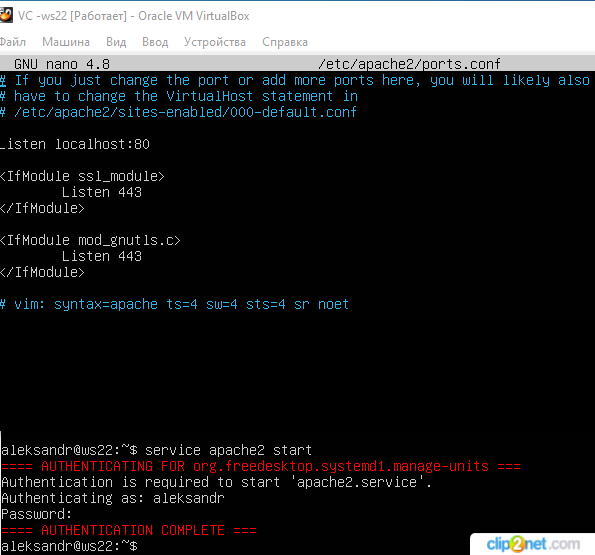 VC -ws22 [Работает] - Oracle VM VirtualBox
Файл Машина Вид Ввод Устройства Справка
GNU nano 4.8 /etc/apache2/ports.conf
# If you just change the port or add more ports here, you will likely also
# have to change the VirtualHost statement in
# /etc/apache2/sites-enabled/000-default.conf
Listen localhost:80
<IfModule ssl_module>
Listen 443
</IfModule>
<IfModule mod_gnutls.c>
Listen 443
</IfModule>
# vim: syntax=apache ts=4 sw=4 sts=4 sr noet
aleksandr@ws22:~$ service apache2 start
==== AUTHENTICATING FOR org.freedesktop.systemd1.manage-units ===
Authentication is required to start 'apache2.service'.
Authenticating as: aleksandr
Password:
==== AUTHENTICATION COMPLETE ===
aleksandr@ws22:~$
clip2net.com